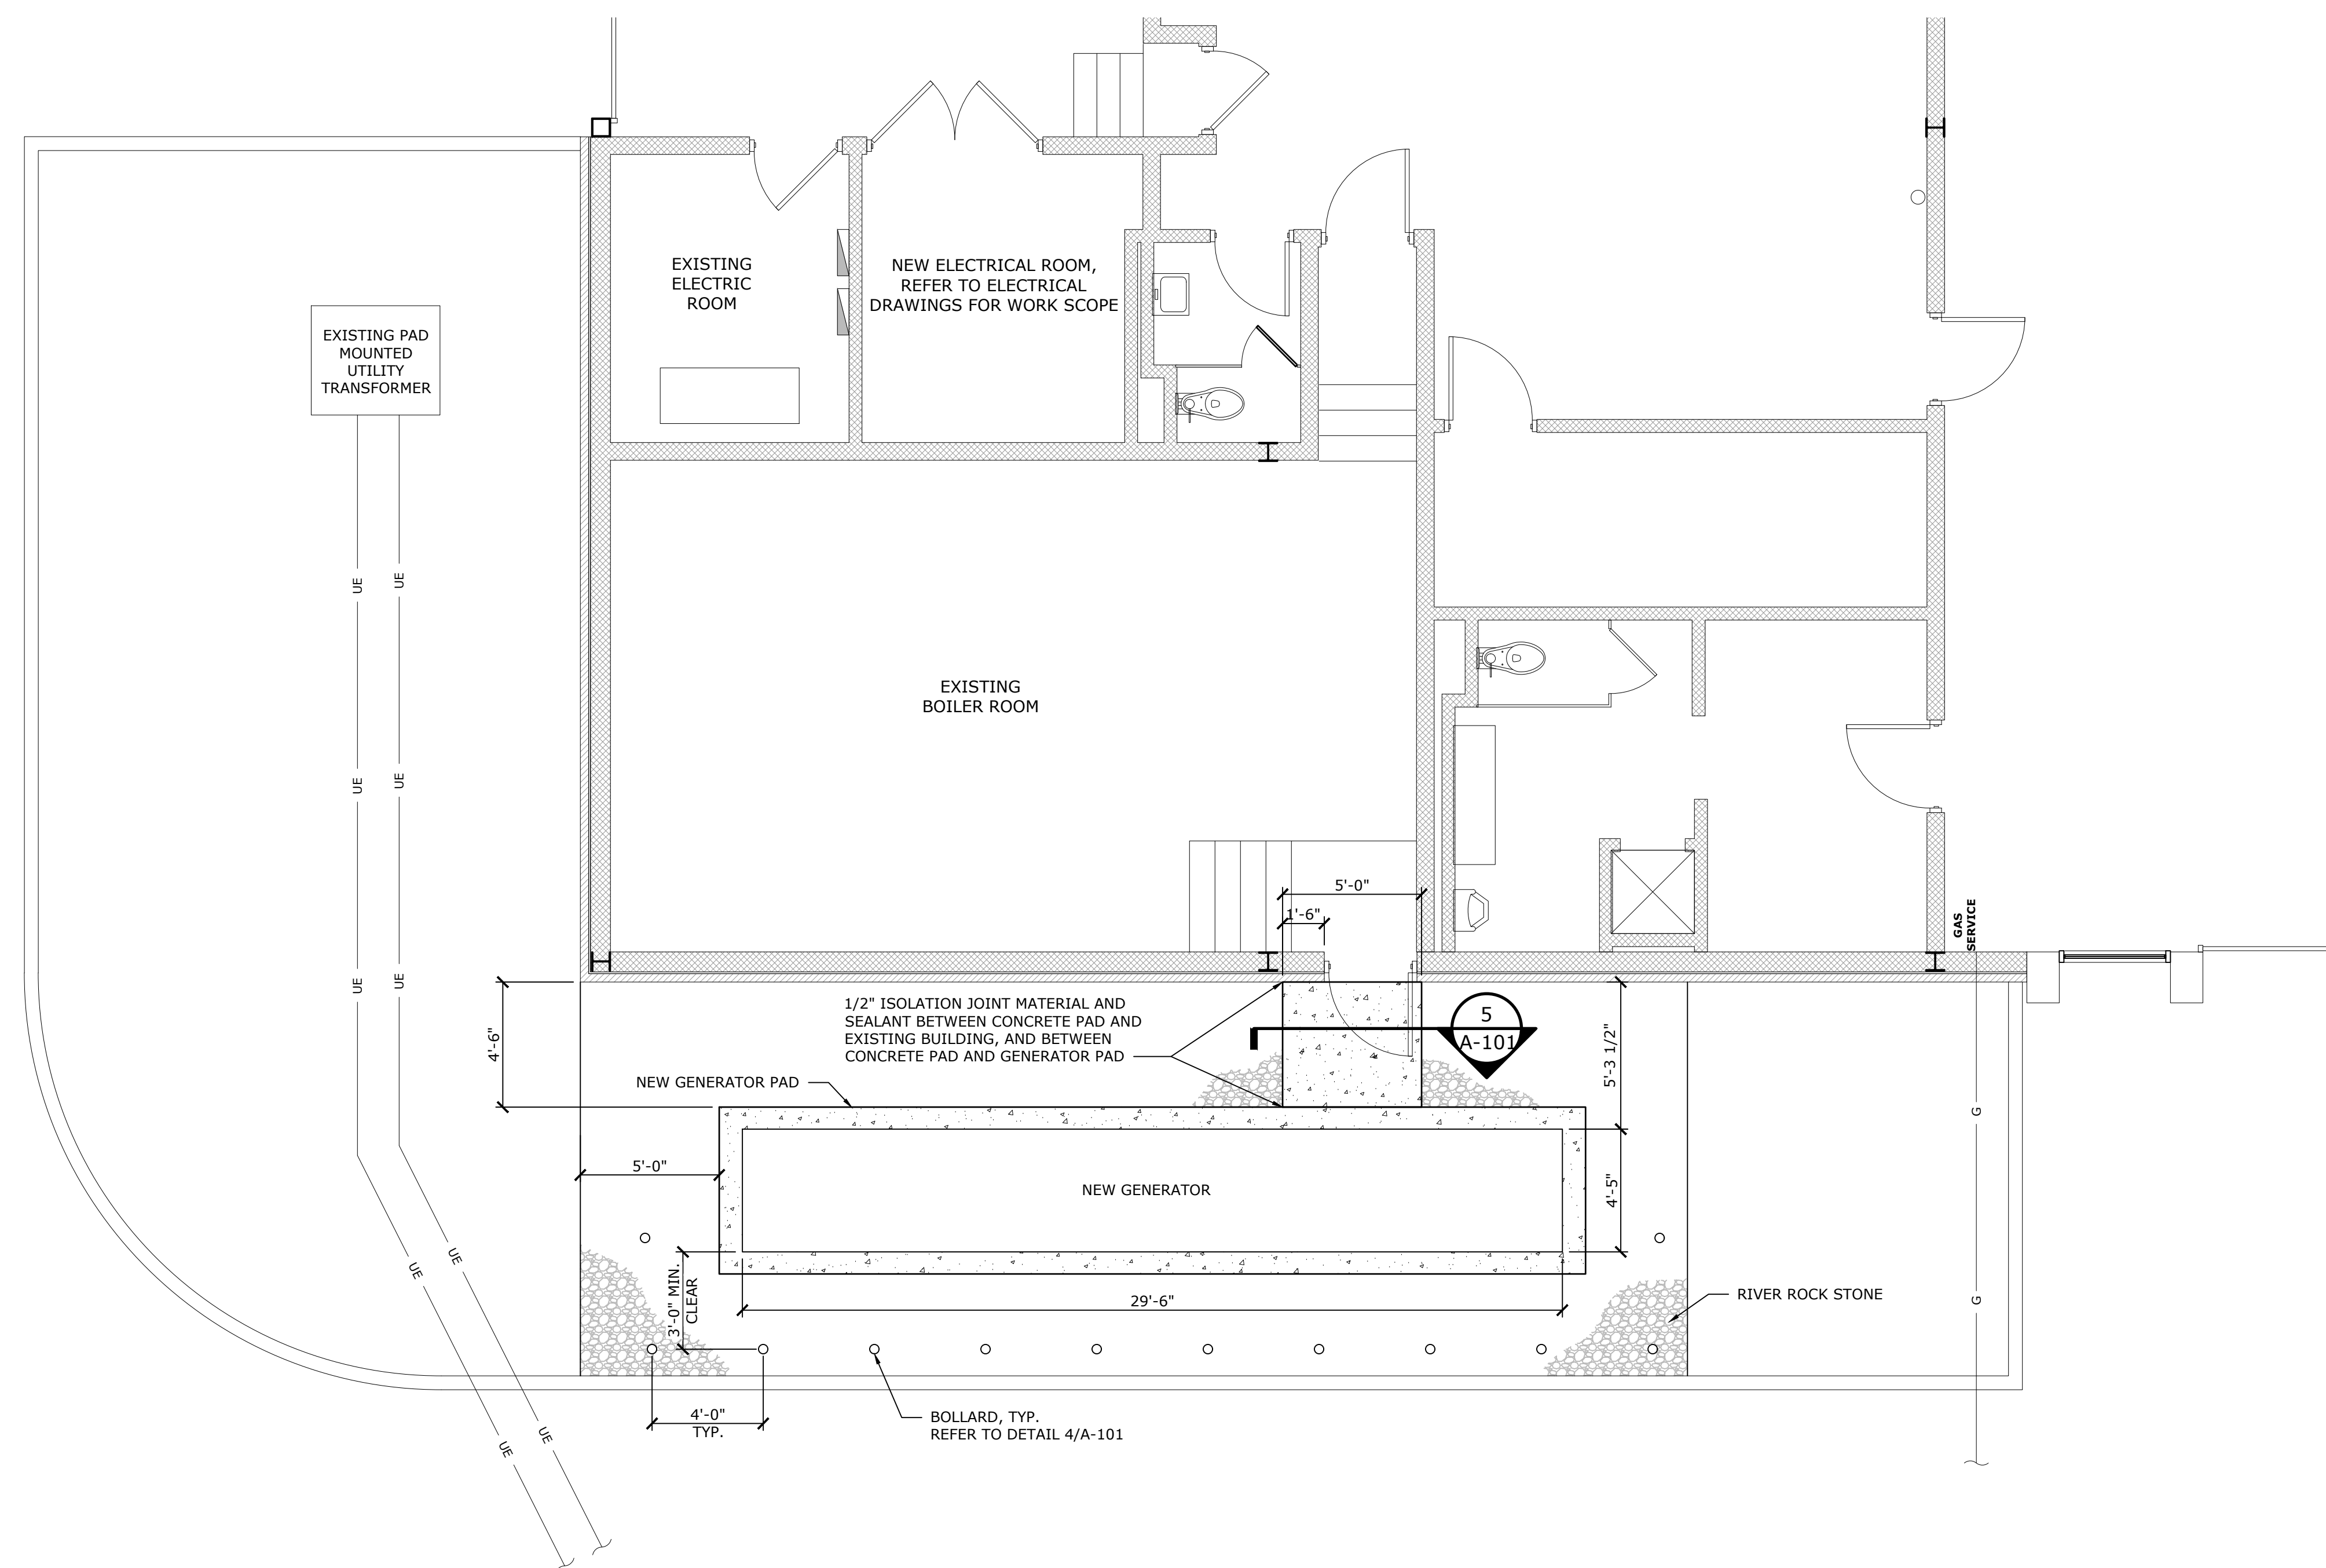 EXISTING
ELECTRIC
ROOM
NEW ELECTRICAL ROOM,
REFER TO ELECTRICAL
DRAWINGS FOR WORK SCOPE
EXISTING PAD
MOUNTED
UTILITY
TRANSFORMER
UE
UE
UE
UE
UE
UE
UE
UE
UE
UE
EXISTING
BOILER ROOM
5'-0"
1'-6"
GAS
SERVICE
4'-6"
1/2" ISOLATION JOINT MATERIAL AND
SEALANT BETWEEN CONCRETE PAD AND
EXISTING BUILDING, AND BETWEEN
CONCRETE PAD AND GENERATOR PAD
5
A-101
5'-3 1/2"
NEW GENERATOR PAD
G
5'-0"
NEW GENERATOR
4'-5"
3'-0" MIN.
CLEAR
29'-6"
RIVER ROCK STONE
G
4'-0"
TYP.
BOLLARD, TYP.
REFER TO DETAIL 4/A-101